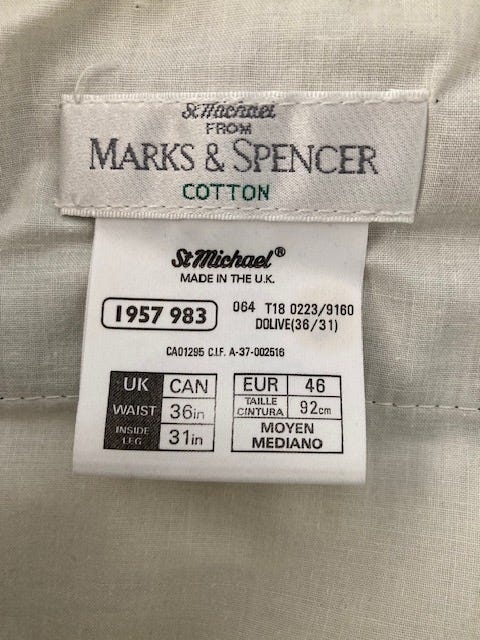 St Michael
FROM
MARKS & SPENCER
COTTON
St Michael®
MADE IN THE U.K.
1957 983 064 T18 0223/9160
DOLIVE(36/31)
CA01295 C.I.F. A-37-002516
UK CAN EUR 46
WAIST 36in TAILLE CINTURA 92cm
INSIDE LEG 31in MOYEN MEDIANO